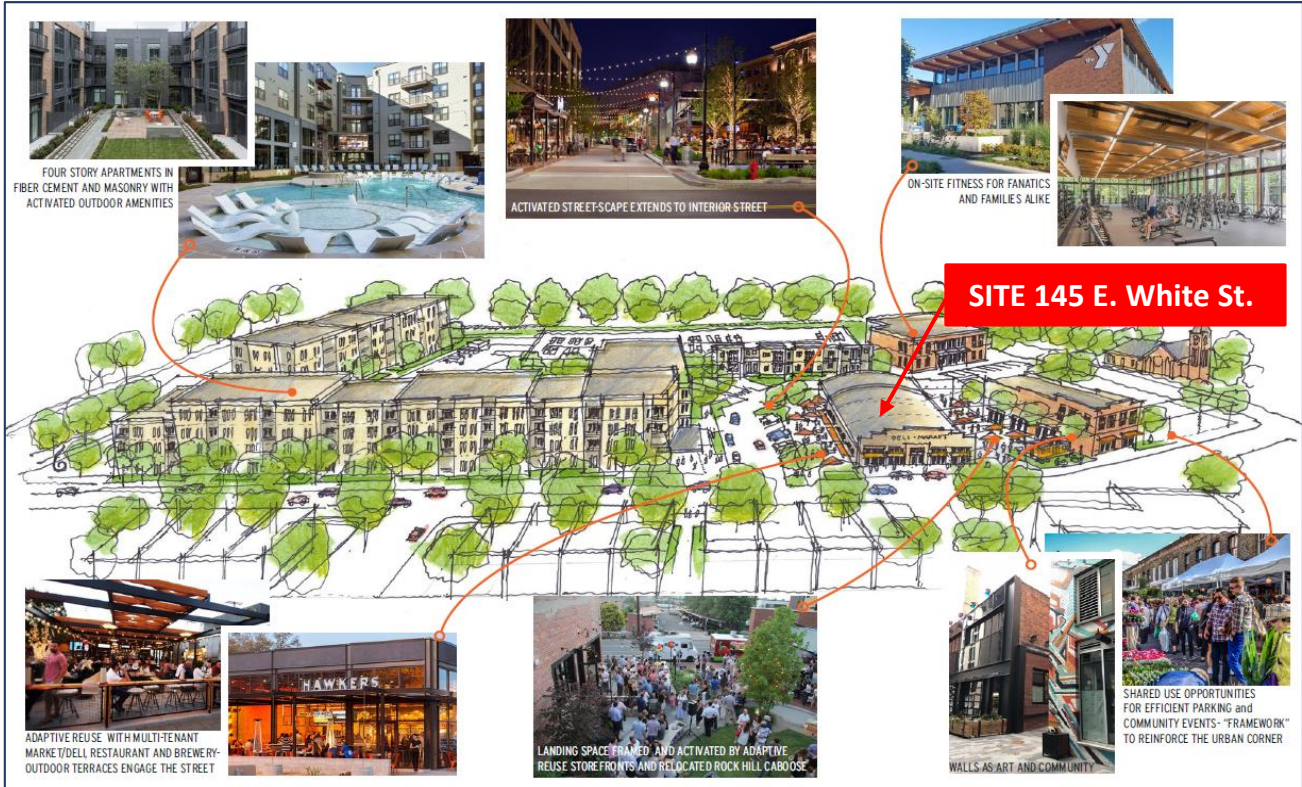 FOUR STORY APARTMENTS IN
FIBER CEMENT AND MASONRY WITH
ACTIVATED OUTDOOR AMENITIES
ACTIVATED STREET-SCAPE EXTENDS TO INTERIOR STREET
Y
ON-SITE FITNESS FOR FANATICS
AND FAMILIES ALIKE
SITE 145 E. White St.
DELI • MARKET
HAWKERS
ADAPTIVE REUSE WITH MULTI-TENANT
MARKET/DELI, RESTAURANT AND BREWERY-
OUTDOOR TERRACES ENGAGE THE STREET
LANDING SPACE FRAMED AND ACTIVATED BY ADAPTIVE
REUSE STOREFRONTS AND RELOCATED ROCK HILL CABOOSE
WALLS AS ART AND COMMUNITY
SHARED USE OPPORTUNITIES
FOR EFFICIENT PARKING and
COMMUNITY EVENTS- "FRAMEWORK"
TO REINFORCE THE URBAN CORNER